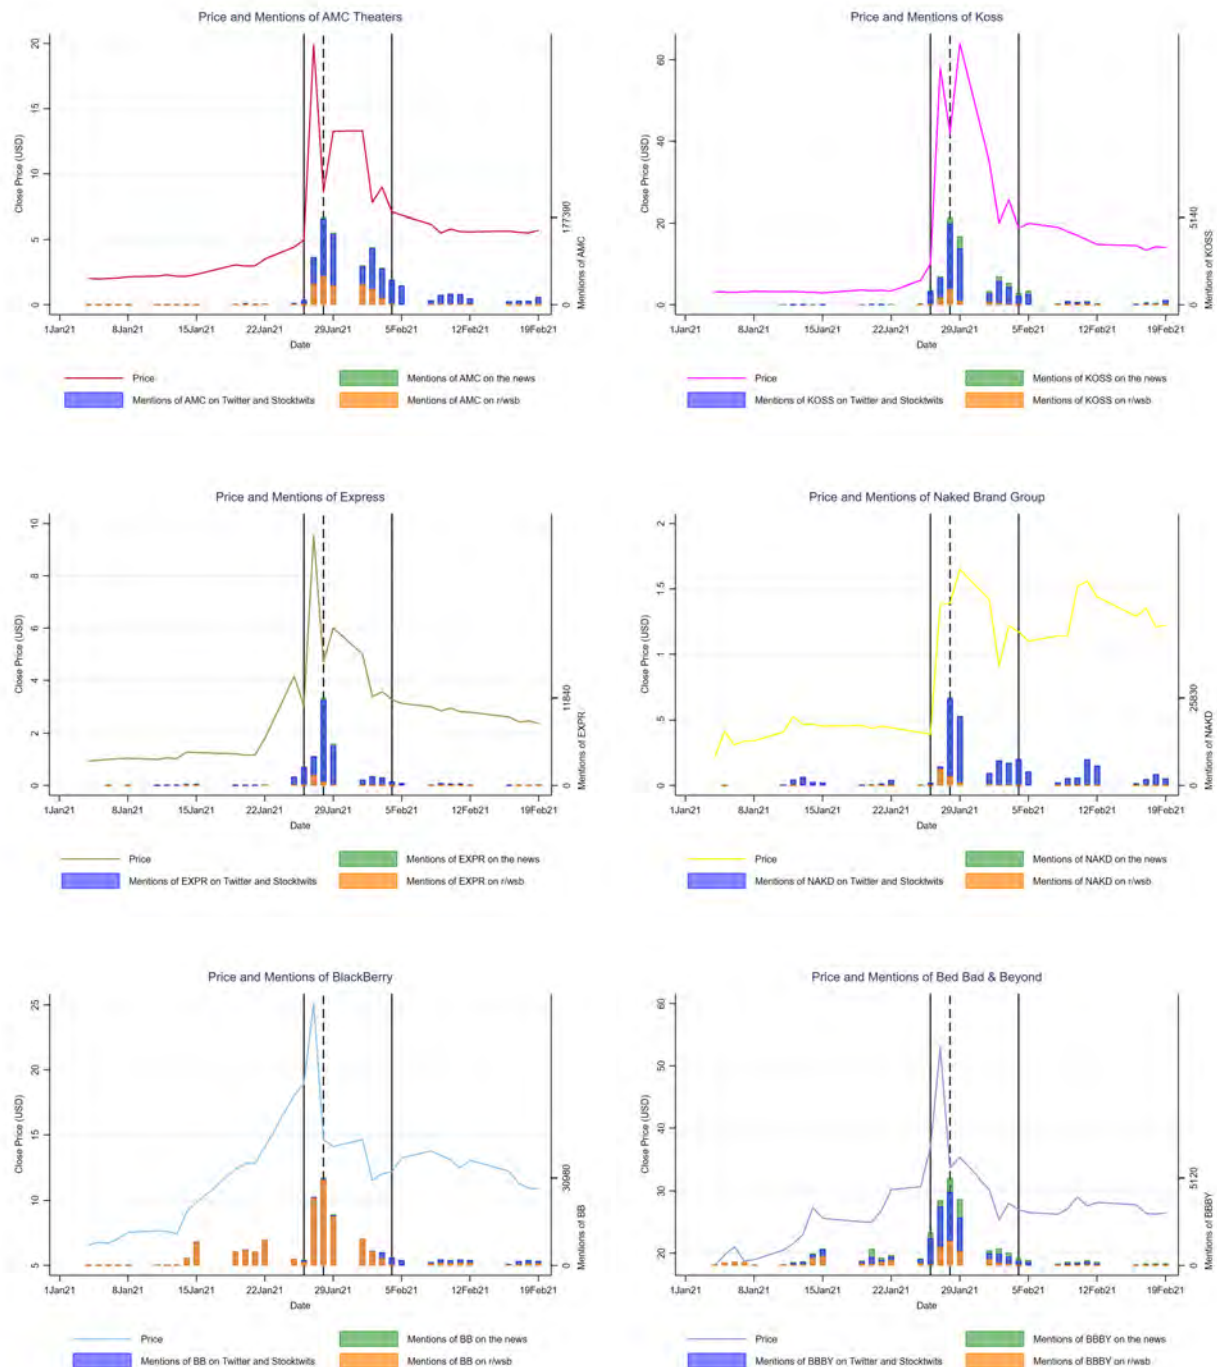 Price and Mentions of AMC Theaters
20
15
10
5
0
Close Price (USD)
177390
0
Mentions of AMC
1Jan21 8Jan21 15Jan21 22Jan21 29Jan21 5Feb21 12Feb21 19Feb21
Date
Price
Mentions of AMC on the news
Mentions of AMC on Twitter and Stocktwits
Mentions of AMC on r/wsb
Price and Mentions of Koss
60
40
20
0
Close Price (USD)
5140
0
Mentions of KOSS
1Jan21 8Jan21 15Jan21 22Jan21 29Jan21 5Feb21 12Feb21 19Feb21
Date
Price
Mentions of KOSS on the news
Mentions of KOSS on Twitter and Stocktwits
Mentions of KOSS on r/wsb
Price and Mentions of Express
10
8
6
4
2
0
Close Price (USD)
11840
0
Mentions of EXPR
1Jan21 8Jan21 15Jan21 22Jan21 29Jan21 5Feb21 12Feb21 19Feb21
Date
Price
Mentions of EXPR on the news
Mentions of EXPR on Twitter and Stocktwits
Mentions of EXPR on r/wsb
Price and Mentions of Naked Brand Group
2
1.5
1
.5
0
Close Price (USD)
25830
0
Mentions of NAKD
1Jan21 8Jan21 15Jan21 22Jan21 29Jan21 5Feb21 12Feb21 19Feb21
Date
Price
Mentions of NAKD on the news
Mentions of NAKD on Twitter and Stocktwits
Mentions of NAKD on r/wsb
Price and Mentions of BlackBerry
25
20
15
10
5
Close Price (USD)
30980
0
Mentions of BB
1Jan21 8Jan21 15Jan21 22Jan21 29Jan21 5Feb21 12Feb21 19Feb21
Date
Price
Mentions of BB on the news
Mentions of BB on Twitter and Stocktwits
Mentions of BB on r/wsb
Price and Mentions of Bed Bad & Beyond
60
50
40
30
20
Close Price (USD)
5120
0
Mentions of BBBY
1Jan21 8Jan21 15Jan21 22Jan21 29Jan21 5Feb21 12Feb21 19Feb21
Date
Price
Mentions of BBBY on the news
Mentions of BBBY on Twitter and Stocktwits
Mentions of BBBY on r/wsb